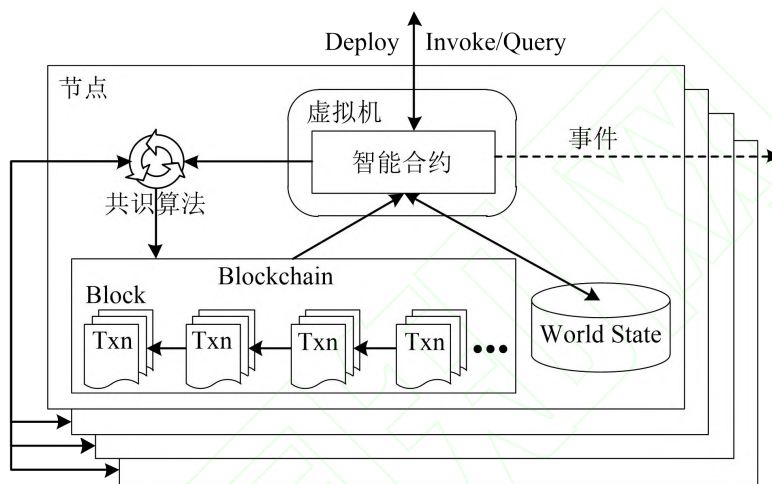 Deploy Invoke/Query
节点
虚拟机
智能合约
事件
共识算法
Blockchain
Block
Txn Txn Txn Txn •••
World State